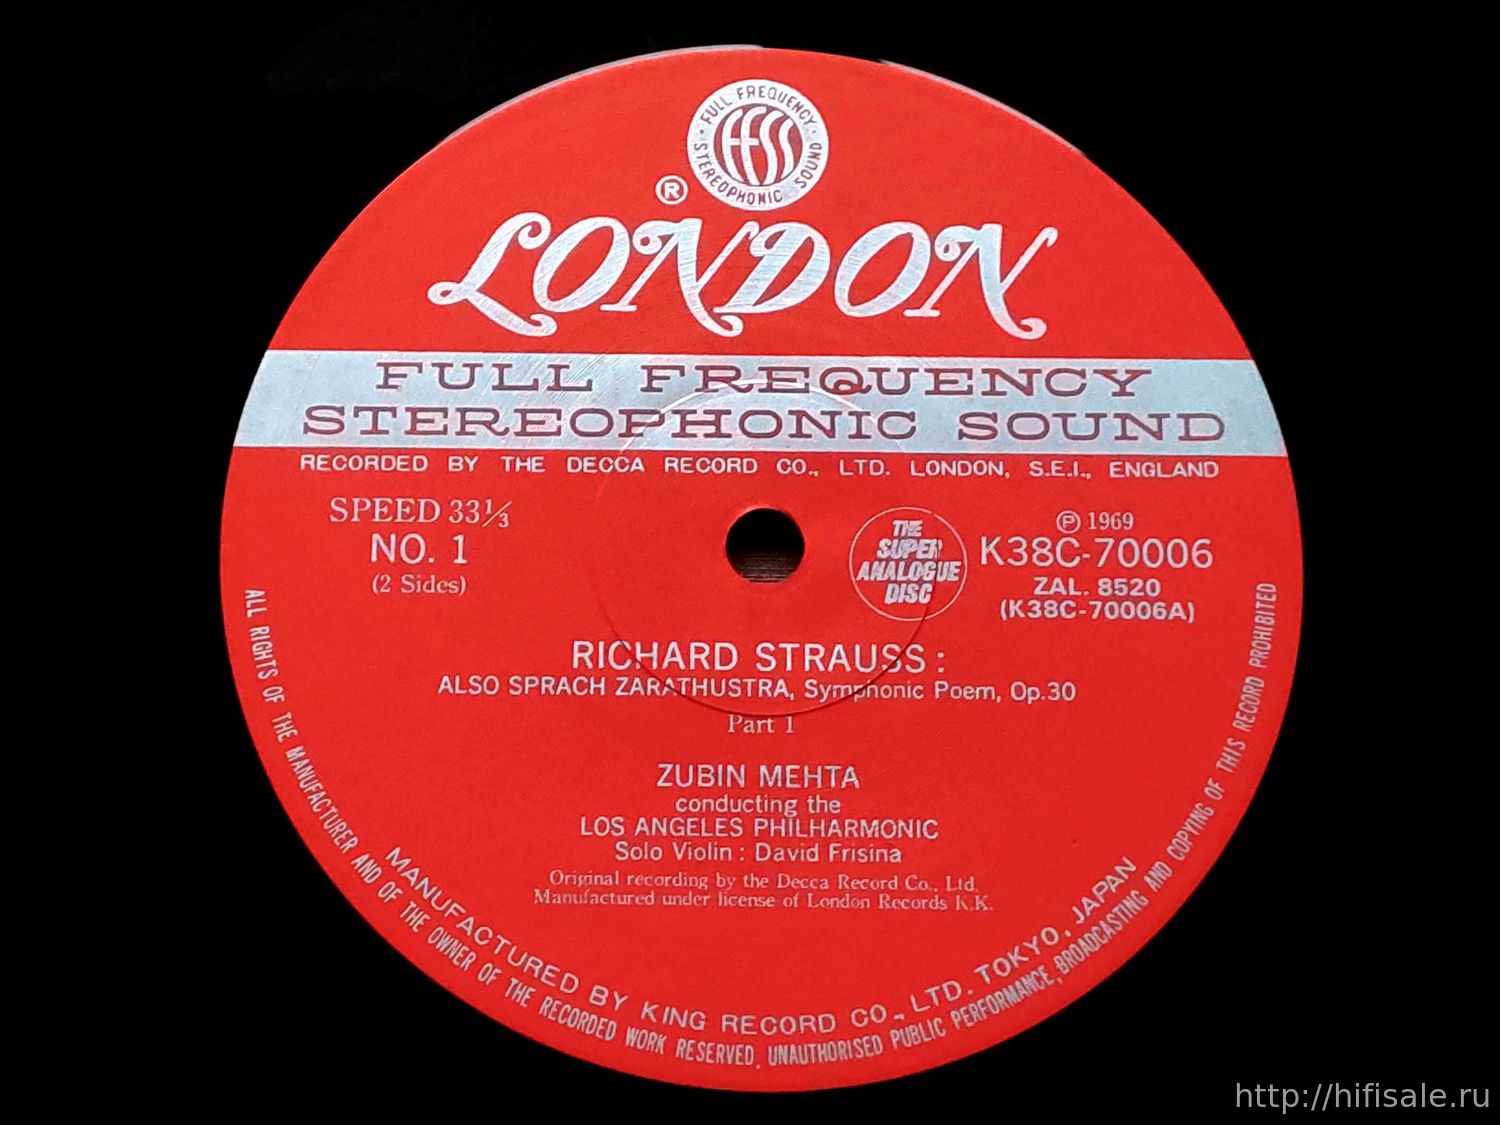 FULL FREQUENCY
STEREOPHONIC SOUND
FFSS
®
LONDON
FULL FREQUENCY
STEREOPHONIC SOUND
RECORDED BY THE DECCA RECORD CO., LTD. LONDON, S.E.I., ENGLAND
SPEED 33⅓
NO. 1
(2 Sides)
THE
SUPER
ANALOGUE
DISC
℗ 1969
K38C-70006
ZAL. 8520
(K38C-70006A)
RICHARD STRAUSS :
ALSO SPRACH ZARATHUSTRA, Symphonic Poem, Op.30
Part 1
ZUBIN MEHTA
conducting the
LOS ANGELES PHILHARMONIC
Solo Violin : David Frisina
Original recording by the Decca Record Co., Ltd.
Manufactured under license of London Records K.K.
MANUFACTURED BY KING RECORD CO., LTD. TOKYO, JAPAN
ALL RIGHTS OF THE MANUFACTURER AND OF THE OWNER OF THE RECORDED WORK RESERVED. UNAUTHORISED PUBLIC PERFORMANCE, BROADCASTING AND COPYING OF THIS RECORD PROHIBITED
http://hifisale.ru